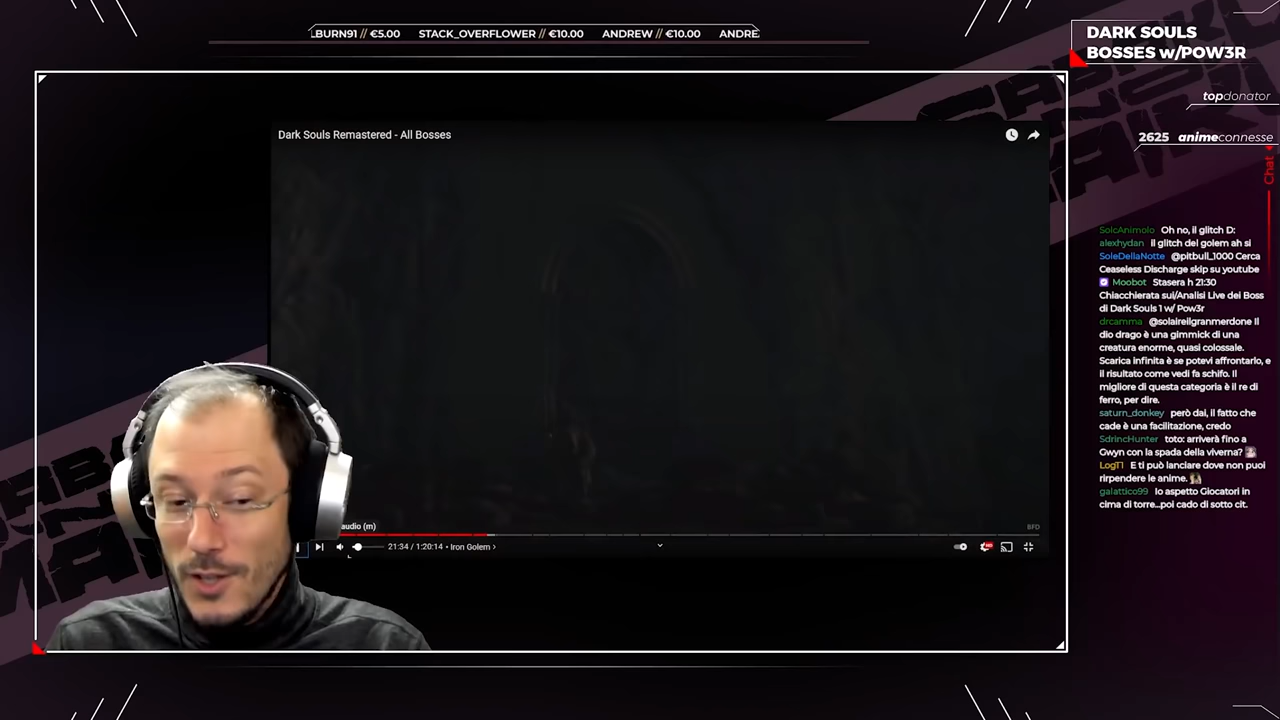 .BURN91 // €5.00 STACK_OVERFLOWER // €10.00 ANDREW // €10.00 ANDRE
DARK SOULS
BOSSES w/POW3R
topdonator
2625 animeconnesse
Chat
Dark Souls Remastered - All Bosses
SolcAnimolo Oh no, il glitch D:
alexhydan il glitch del golem ah si
SoleDellaNotte @pitbull_1000 Cerca
Ceaseless Discharge skip su youtube
Moobot Stasera h 21:30
Chiacchierata sui/Analisi Live dei Boss
di Dark Souls 1 w/ Pow3r
drcamma @solaireilgranmerdone Il
dio drago è una gimmick di una
creatura enorme, quasi colossale.
Scarica infinita è se potevi affrontarlo, e
il risultato come vedi fa schifo. Il
migliore di questa categoria è il re di
ferro, per dire.
saturn_donkey però dai, il fatto che
cade è una facilitazione, credo
SdrincHunter toto: arriverà fino a
Gwyn con la spada della viverna?
LogT1 E ti può lanciare dove non puoi
rirpendere le anime.
galattico99 Io aspetto Giocatori in
cima di torre...poi cado di sotto cit.
audio (m)
BFO
21:34 / 1:20:14 • Iron Golem >